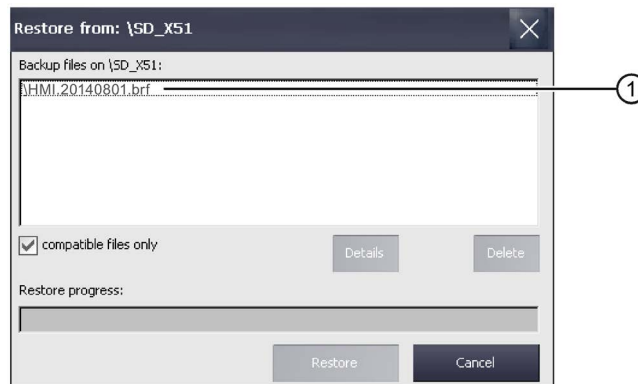 Restore from: \SD_X51
Backup files on \SD_X51:
\HMI.20140801.brf
1
compatible files only
Details
Delete
Restore progress:
Restore
Cancel